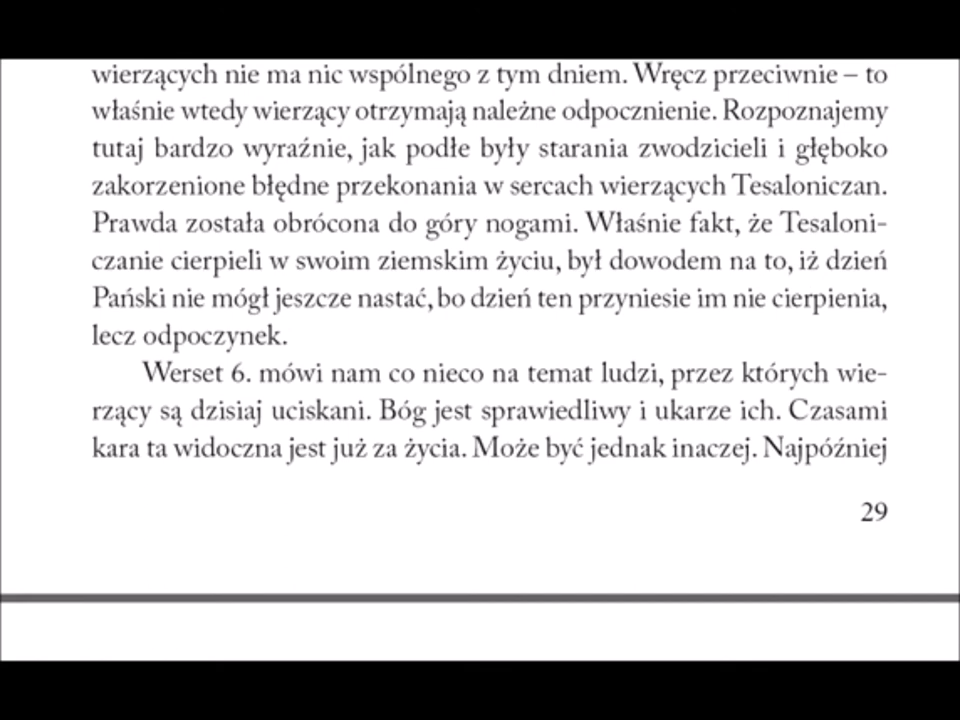 wierzących nie ma nic wspólnego z tym dniem. Wręcz przeciwnie – to
właśnie wtedy wierzący otrzymają należne odpocznienie. Rozpoznajemy
tutaj bardzo wyraźnie, jak podłe były starania zwodzicieli i głęboko
zakorzenione błędne przekonania w sercach wierzących Tesaloniczan.
Prawda została obrócona do góry nogami. Właśnie fakt, że Tesaloni-
czanie cierpieli w swoim ziemskim życiu, był dowodem na to, iż dzień
Pański nie mógł jeszcze nastać, bo dzień ten przyniesie im nie cierpienia,
lecz odpoczynek.
Werset 6. mówi nam co nieco na temat ludzi, przez których wie-
rzący są dzisiaj uciskani. Bóg jest sprawiedliwy i ukarze ich. Czasami
kara ta widoczna jest już za życia. Może być jednak inaczej. Najpóźniej
29